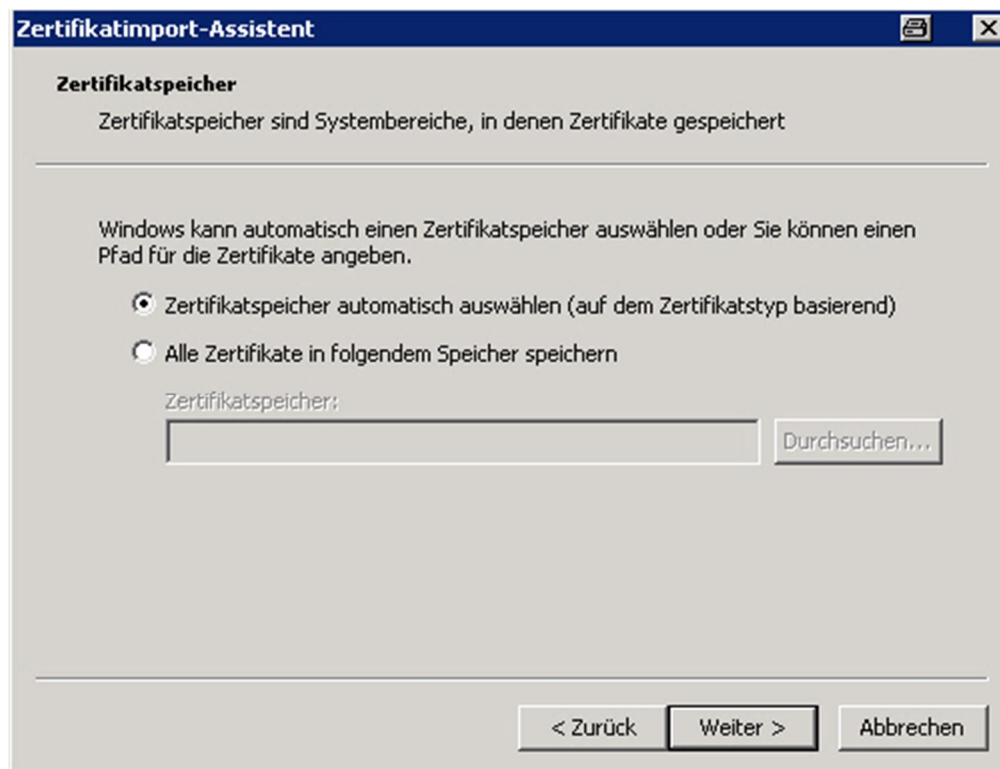 Zertifikatimport-Assistent
Zertifikatspeicher
Zertifikatspeicher sind Systembereiche, in denen Zertifikate gespeichert
Windows kann automatisch einen Zertifikatspeicher auswählen oder Sie können einen
Pfad für die Zertifikate angeben.
Zertifikatspeicher automatisch auswählen (auf dem Zertifikatstyp basierend)
Alle Zertifikate in folgendem Speicher speichern
Zertifikatspeicher:
Durchsuchen...
< Zurück Weiter > Abbrechen